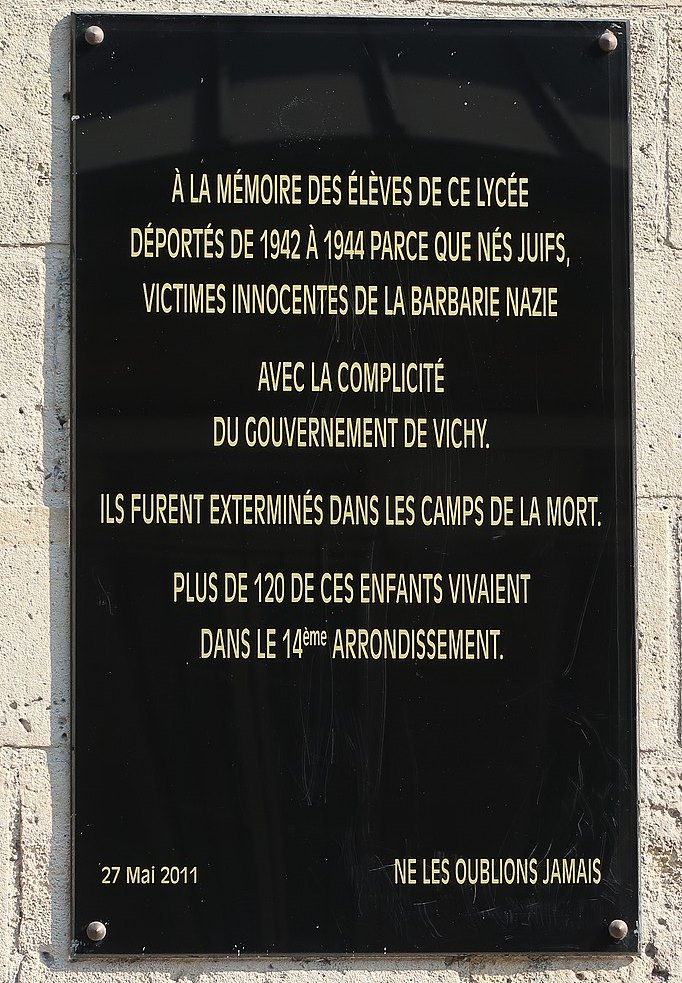 À LA MÉMOIRE DES ÉLÈVES DE CE LYCÉE
DÉPORTÉS DE 1942 À 1944 PARCE QUE NÉS JUIFS,
VICTIMES INNOCENTES DE LA BARBARIE NAZIE
AVEC LA COMPLICITÉ
DU GOUVERNEMENT DE VICHY.
ILS FURENT EXTERMINÉS DANS LES CAMPS DE LA MORT.
PLUS DE 120 DE CES ENFANTS VIVAIENT
DANS LE 14ème ARRONDISSEMENT.
27 Mai 2011 NE LES OUBLIONS JAMAIS